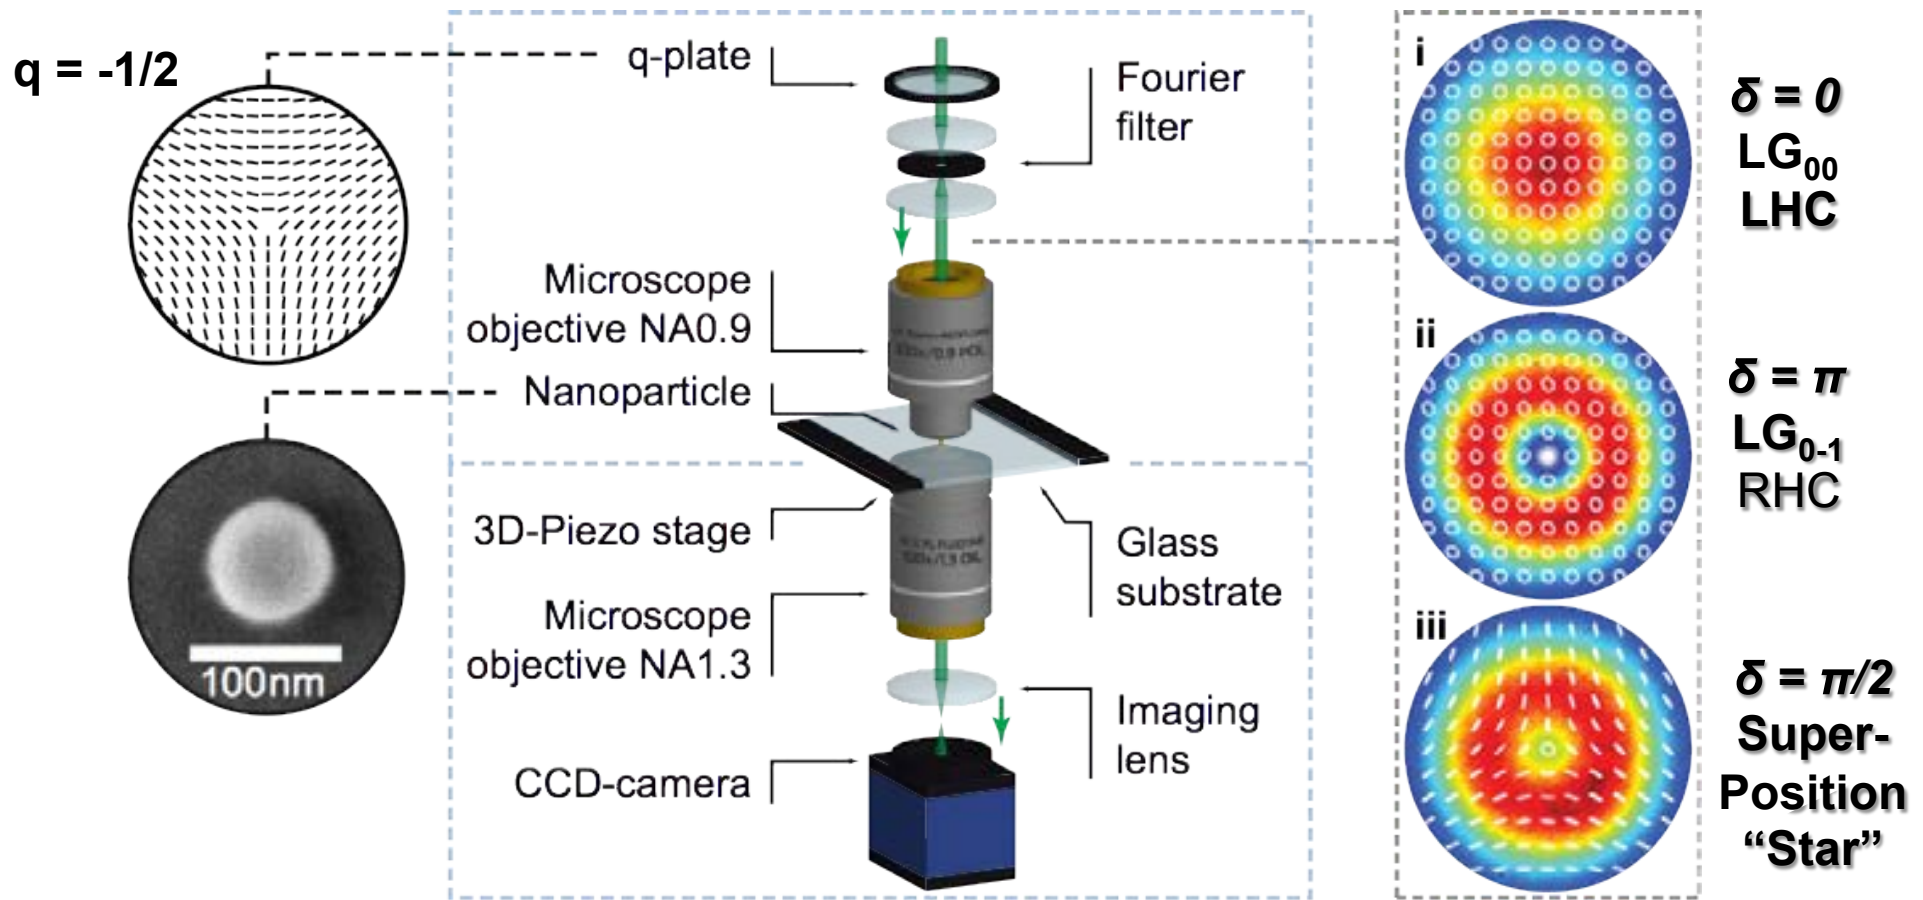 q = -1/2
q-plate
Fourier
filter
Microscope
objective NA0.9
Nanoparticle
100nm
3D-Piezo stage
Glass
substrate
Microscope
objective NA1.3
Imaging
lens
CCD-camera
i
δ = 0
LG00
LHC
ii
δ = π
LG0-1
RHC
iii
δ = π/2
Super-
Position
“Star”